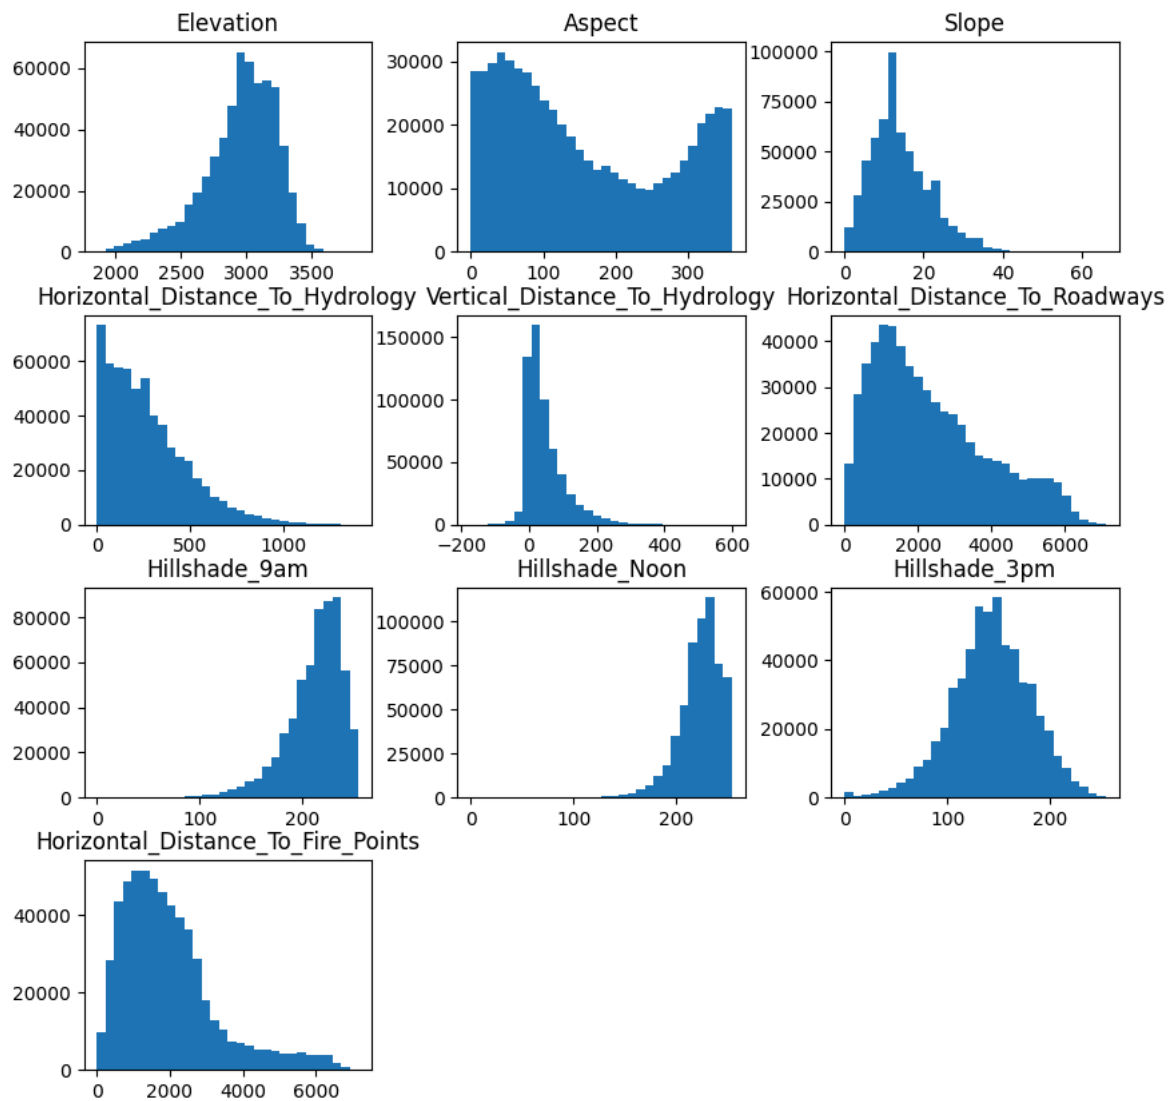 Elevation Aspect Slope
60000 30000 100000
40000 20000 75000
20000 10000 50000
0 0 25000
0
2000 2500 3000 3500 0 100 200 300 0 20 40 60
Horizontal_Distance_To_Hydrology Vertical_Distance_To_Hydrology Horizontal_Distance_To_Roadways
60000 150000 40000
40000 100000 30000
20000 50000 20000
0 0 10000
0
0 500 1000 −200 0 200 400 600 0 2000 4000 6000
Hillshade_9am Hillshade_Noon Hillshade_3pm
80000 100000 60000
60000 75000 40000
40000 50000 20000
20000 25000 0
0 0
0 100 200 0 100 200 0 100 200
Horizontal_Distance_To_Fire_Points
40000
20000
0
0 2000 4000 6000